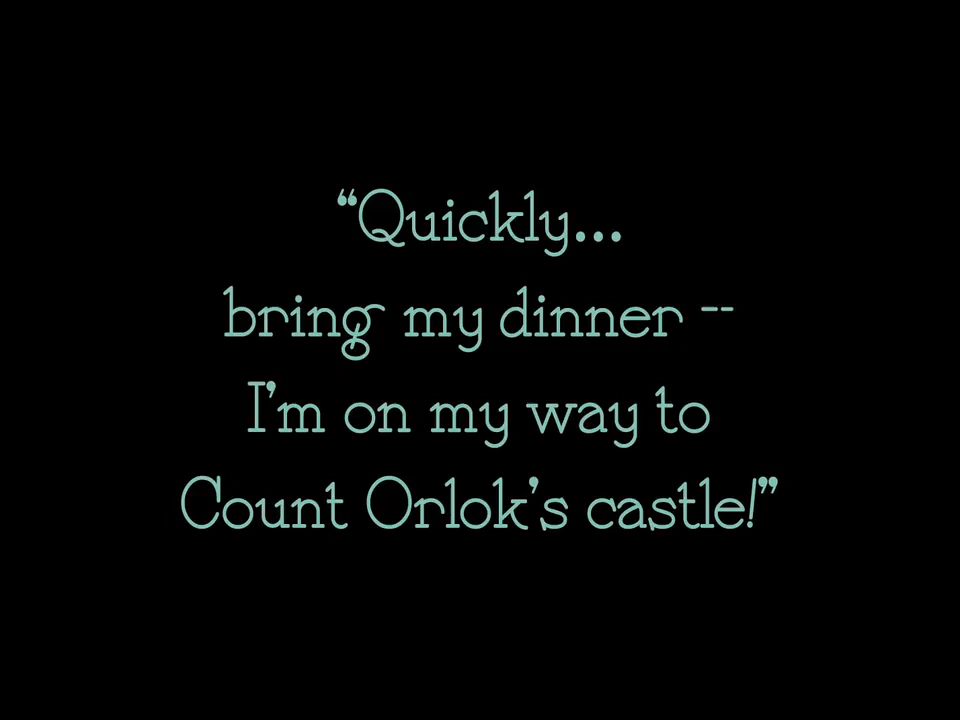 “Quickly...
bring my dinner --
I’m on my way to
Count Orlok’s castle!”